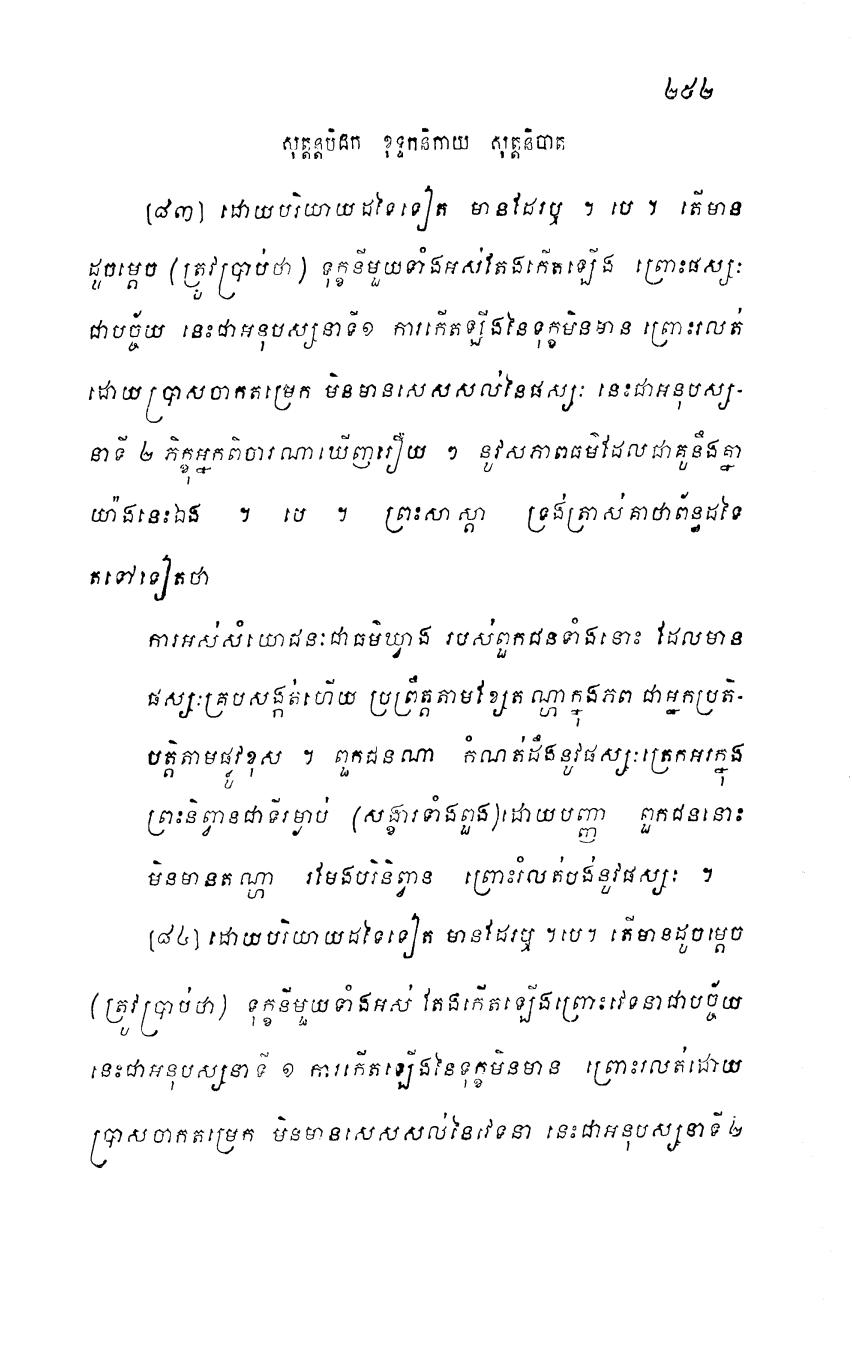 ២៥២
សុត្តន្តបិដក ខុទ្ទកនិកាយ សុត្តនិបាត
[៨៣] ដោយបរិយាយដទៃទៀត មានដែរឬ ។ បេ ។ តើមាន
ដូចម្តេច (ត្រូវប្រាប់ថា) ទុក្ខនីមួយទាំងអស់តែងកើតឡើង ព្រោះផស្សៈ
ជាបច្ច័យ នេះជាអនុបស្សនាទី១ ការកើតឡើងនៃទុក្ខមិនមាន ព្រោះរលត់
ដោយប្រាសចាកតម្រេក មិនមានសេសសល់នៃផស្សៈ នេះជាអនុបស្ស-
នាទី ២ ភិក្ខុអ្នកពិចារណាឃើញរឿយ ៗ នូវសភាពធម៌ដែលជាគូនឹងគ្នា
យ៉ាងនេះឯង ។ បេ ។ ព្រះសាស្តា ទ្រង់ត្រាស់គាថាព័ន្ធដទៃ
តទៅទៀតថា
ការអស់សំយោជនៈជាធម៌ឃ្វាង របស់ពួកជនទាំងនោះ ដែលមាន
ផស្សៈគ្របសង្កត់ហើយ ប្រព្រឹត្តតាមខ្សែតណ្ហាក្នុងភព ជាអ្នកប្រតិ-
បត្តិតាមផ្លូវខុស ។ ពួកជនណា កំណត់ដឹងនូវផស្សៈត្រេកអរក្នុង
ព្រះនិព្វានជាទីរម្ងាប់ (សង្ខារទាំងពួង)ដោយបញ្ញា ពួកជននោះ
មិនមានតណ្ហា រមែងបរិនិព្វាន ព្រោះរំលត់បង់នូវផស្សៈ ។
[៨៤] ដោយបរិយាយដទៃទៀត មានដែរឬ ។បេ។ តើមានដូចម្តេច
(ត្រូវប្រាប់ថា) ទុក្ខនីមួយទាំងអស់ តែងកើតឡើងព្រោះវេទនាជាបច្ច័យ
នេះជាអនុបស្សនាទី ១ ការកើតឡើងនៃទុក្ខមិនមាន ព្រោះរលត់ដោយ
ប្រាសចាកតម្រេក មិនមានសេសសល់នៃវេទនា នេះជាអនុបស្សនាទី ២